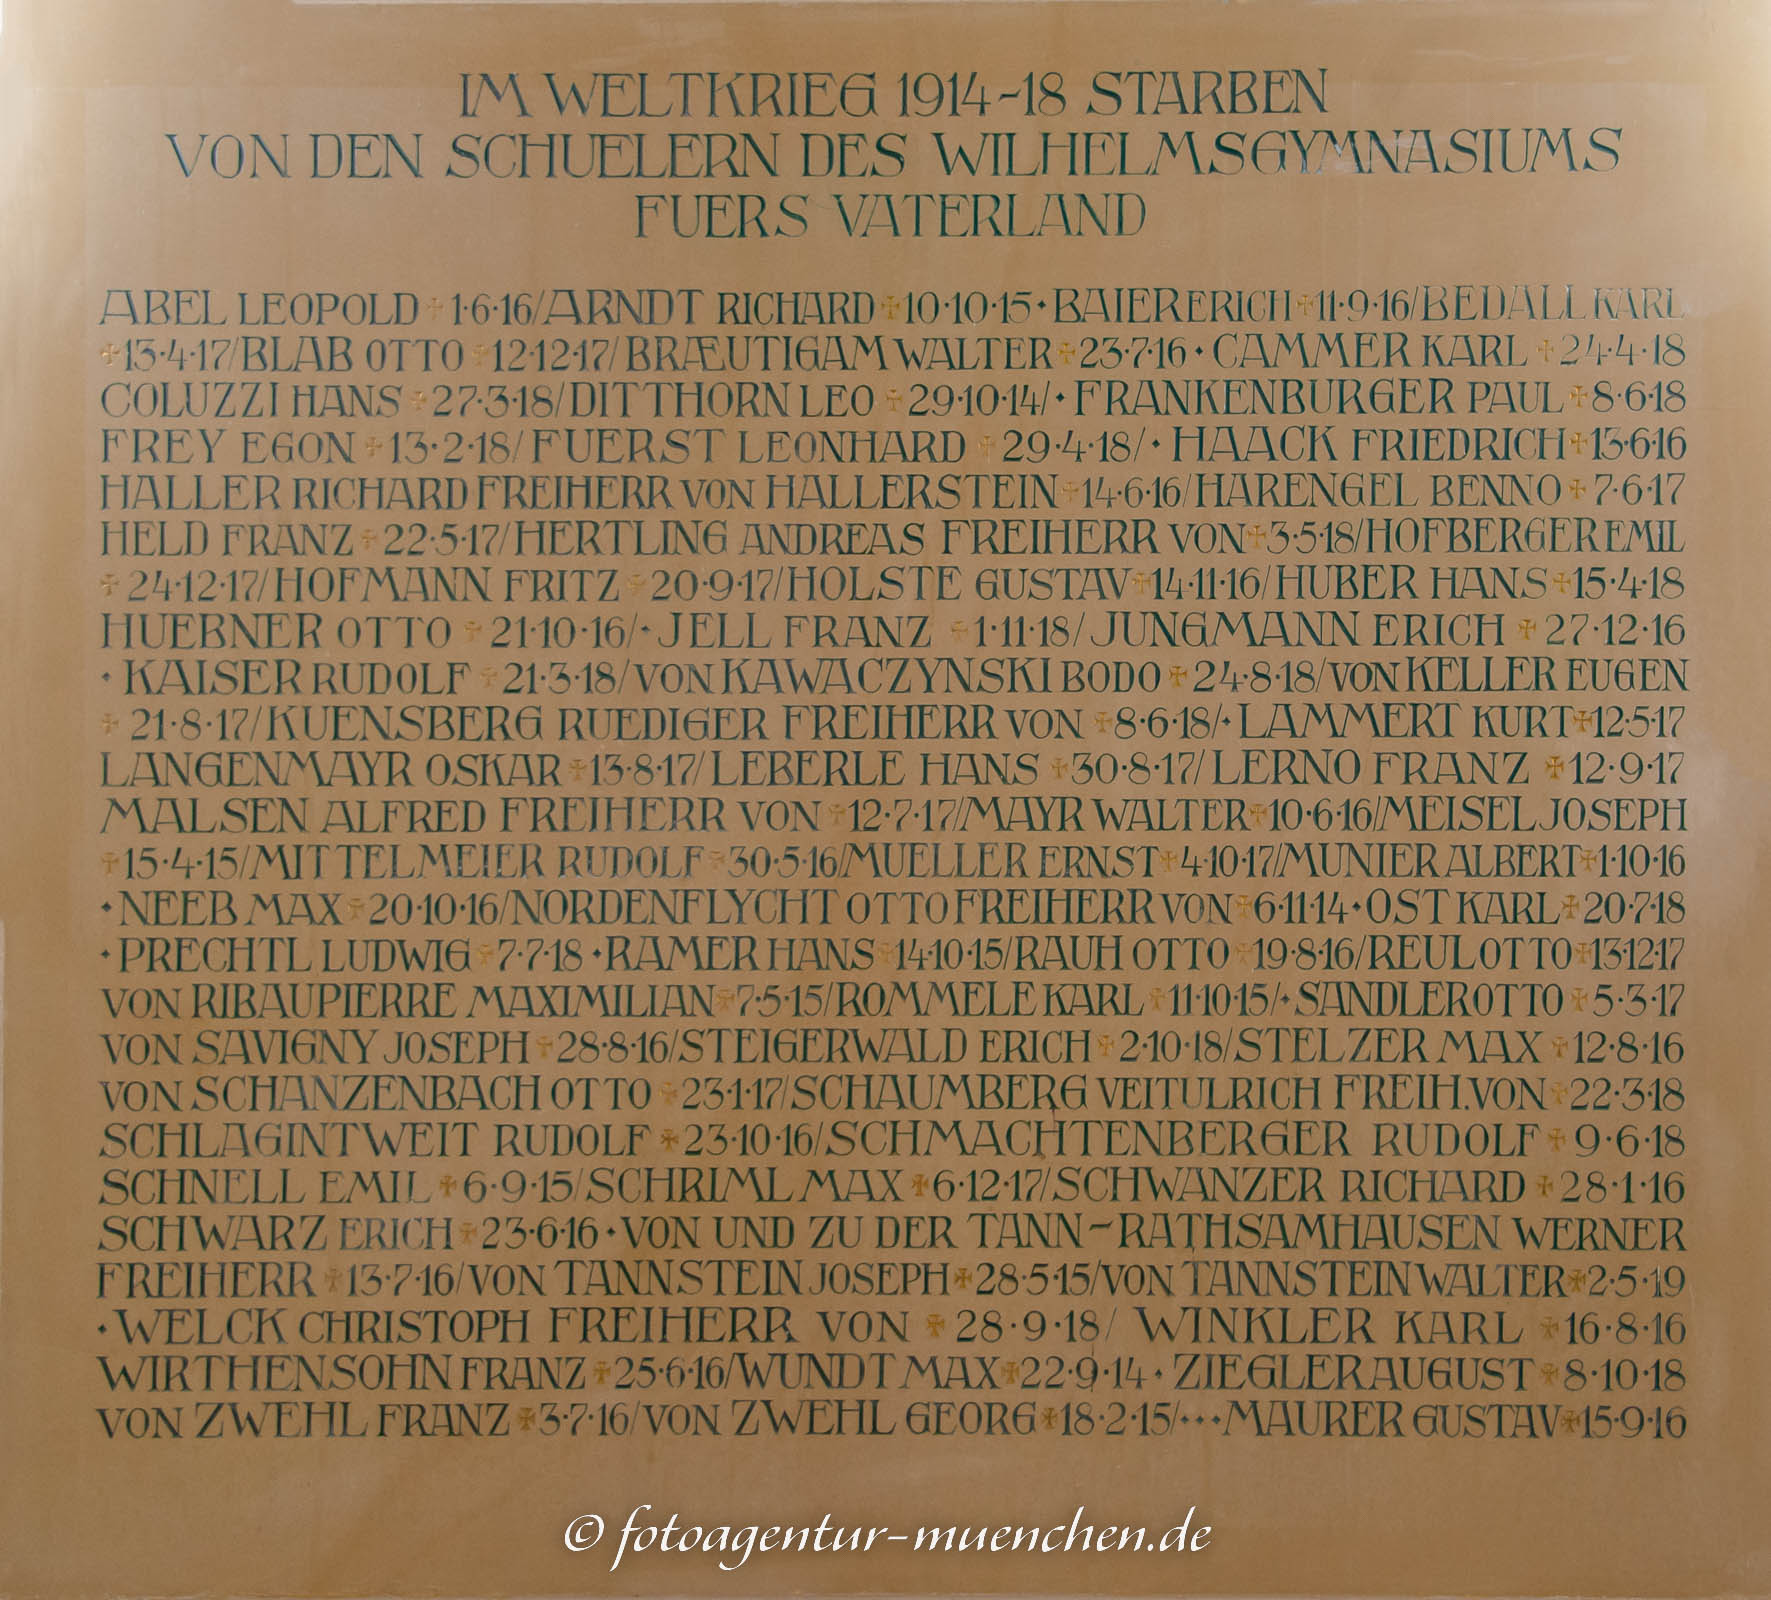 IM WELTKRIEG 1914-18 STARBEN
VON DEN SCHUELERN DES WILHELMSGYMNASIUMS
FUERS VATERLAND
ABEL LEOPOLD ✠ 1·6·16/ARNDT RICHARD ✠ 10·10·15 · BAIER ERICH ✠ 11·9·16/BEDALL KARL
✠ 13·4·17/BLAB OTTO ✠ 12·12·17/BRÆUTIGAM WALTER ✠ 23·7·16 · CAMMER KARL ✠ 24·4·18
COLUZZI HANS ✠ 27·3·18/DITTHORN LEO ✠ 29·10·14/· FRANKENBURGER PAUL ✠ 8·6·18
FREY EGON ✠ 13·2·18/FUERST LEONHARD ✠ 29·4·18/· HAACK FRIEDRICH ✠ 13·6·16
HALLER RICHARD FREIHERR VON HALLERSTEIN ✠ 14·6·16/HARENGEL BENNO ✠ 7·6·17
HELD FRANZ ✠ 22·5·17/HERTLING ANDREAS FREIHERR VON ✠ 3·5·18/HOFBERGER EMIL
✠ 24·12·17/HOFMANN FRITZ ✠ 20·9·17/HOLSTE GUSTAV ✠ 14·11·16/HUBER HANS ✠ 15·4·18
HUEBNER OTTO ✠ 21·10·16/· JELL FRANZ ✠ 1·11·18/JUNGMANN ERICH ✠ 27·12·16
· KAISER RUDOLF ✠ 21·3·18/VON KAWACZYNSKI BODO ✠ 24·8·18/VON KELLER EUGEN
✠ 21·8·17/KUENSBERG RUEDIGER FREIHERR VON ✠ 8·6·18/· LAMMERT KURT ✠ 12·5·17
LANGENMAYR OSKAR ✠ 13·8·17/LEBERLE HANS ✠ 30·8·17/LERNO FRANZ ✠ 12·9·17
MALSEN ALFRED FREIHERR VON ✠ 12·7·17/MAYR WALTER ✠ 10·6·16/MEISEL JOSEPH
✠ 15·4·15/MITTELMEIER RUDOLF ✠ 30·5·16/MUELLER ERNST ✠ 4·10·17/MUNIER ALBERT ✠ 1·10·16
· NEEB MAX ✠ 20·10·16/NORDENFLYCHT OTTO FREIHERR VON ✠ 6·11·14 · OST KARL ✠ 20·7·18
· PRECHTL LUDWIG ✠ 7·7·18 · RAMER HANS ✠ 14·10·15/RAUH OTTO ✠ 19·8·16/REUL OTTO ✠ 13·12·17
VON RIBAUPIERRE MAXIMILIAN ✠ 7·5·15/ROMMELE KARL ✠ 11·10·15/· SANDLER OTTO ✠ 5·3·17
VON SAVIGNY JOSEPH ✠ 28·8·16/STEIGERWALD ERICH ✠ 2·10·18/STELZER MAX ✠ 12·8·16
VON SCHANZENBACH OTTO ✠ 23·1·17/SCHAUMBERG VEIT ULRICH FREIH. VON ✠ 22·3·18
SCHLAGINTWEIT RUDOLF ✠ 23·10·16/SCHMACHTENBERGER RUDOLF ✠ 9·6·18
SCHNELL EMIL ✠ 6·9·15/SCHRIML MAX ✠ 6·12·17/SCHWANZER RICHARD ✠ 28·1·16
SCHWARZ ERICH ✠ 23·6·16 · VON UND ZU DER TANN-RATHSAMHAUSEN WERNER
FREIHERR ✠ 13·7·16/VON TANNSTEIN JOSEPH ✠ 28·5·15/VON TANNSTEIN WALTER ✠ 2·5·19
· WELCK CHRISTOPH FREIHERR VON ✠ 28·9·18/ WINKLER KARL ✠ 16·8·16
WIRTHENSOHN FRANZ ✠ 25·6·16/WUNDT MAX ✠ 22·9·14 · ZIEGLER AUGUST ✠ 8·10·18
VON ZWEHL FRANZ ✠ 3·7·16/VON ZWEHL GEORG ✠ 18·2·15/··· MAURER GUSTAV ✠ 15·9·16
© fotoagentur-muenchen.de